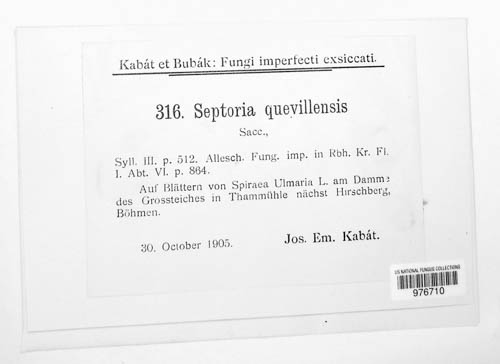 Kabát et Bubák: Fungi imperfecti exsiccati.
316. Septoria quevillensis
Sacc.,
Syll. III. p. 512. Allesch. Fung. imp. in Rbh. Kr. Fl.
I. Abt. VI. p. 864.
Auf Blättern von Spiraea Ulmaria L. am Damme
des Grossteiches in Thammühle nächst Hirschberg,
Böhmen.
30. October 1905.
Jos. Em. Kabát.
US NATIONAL FUNGUS COLLECTIONS
976710